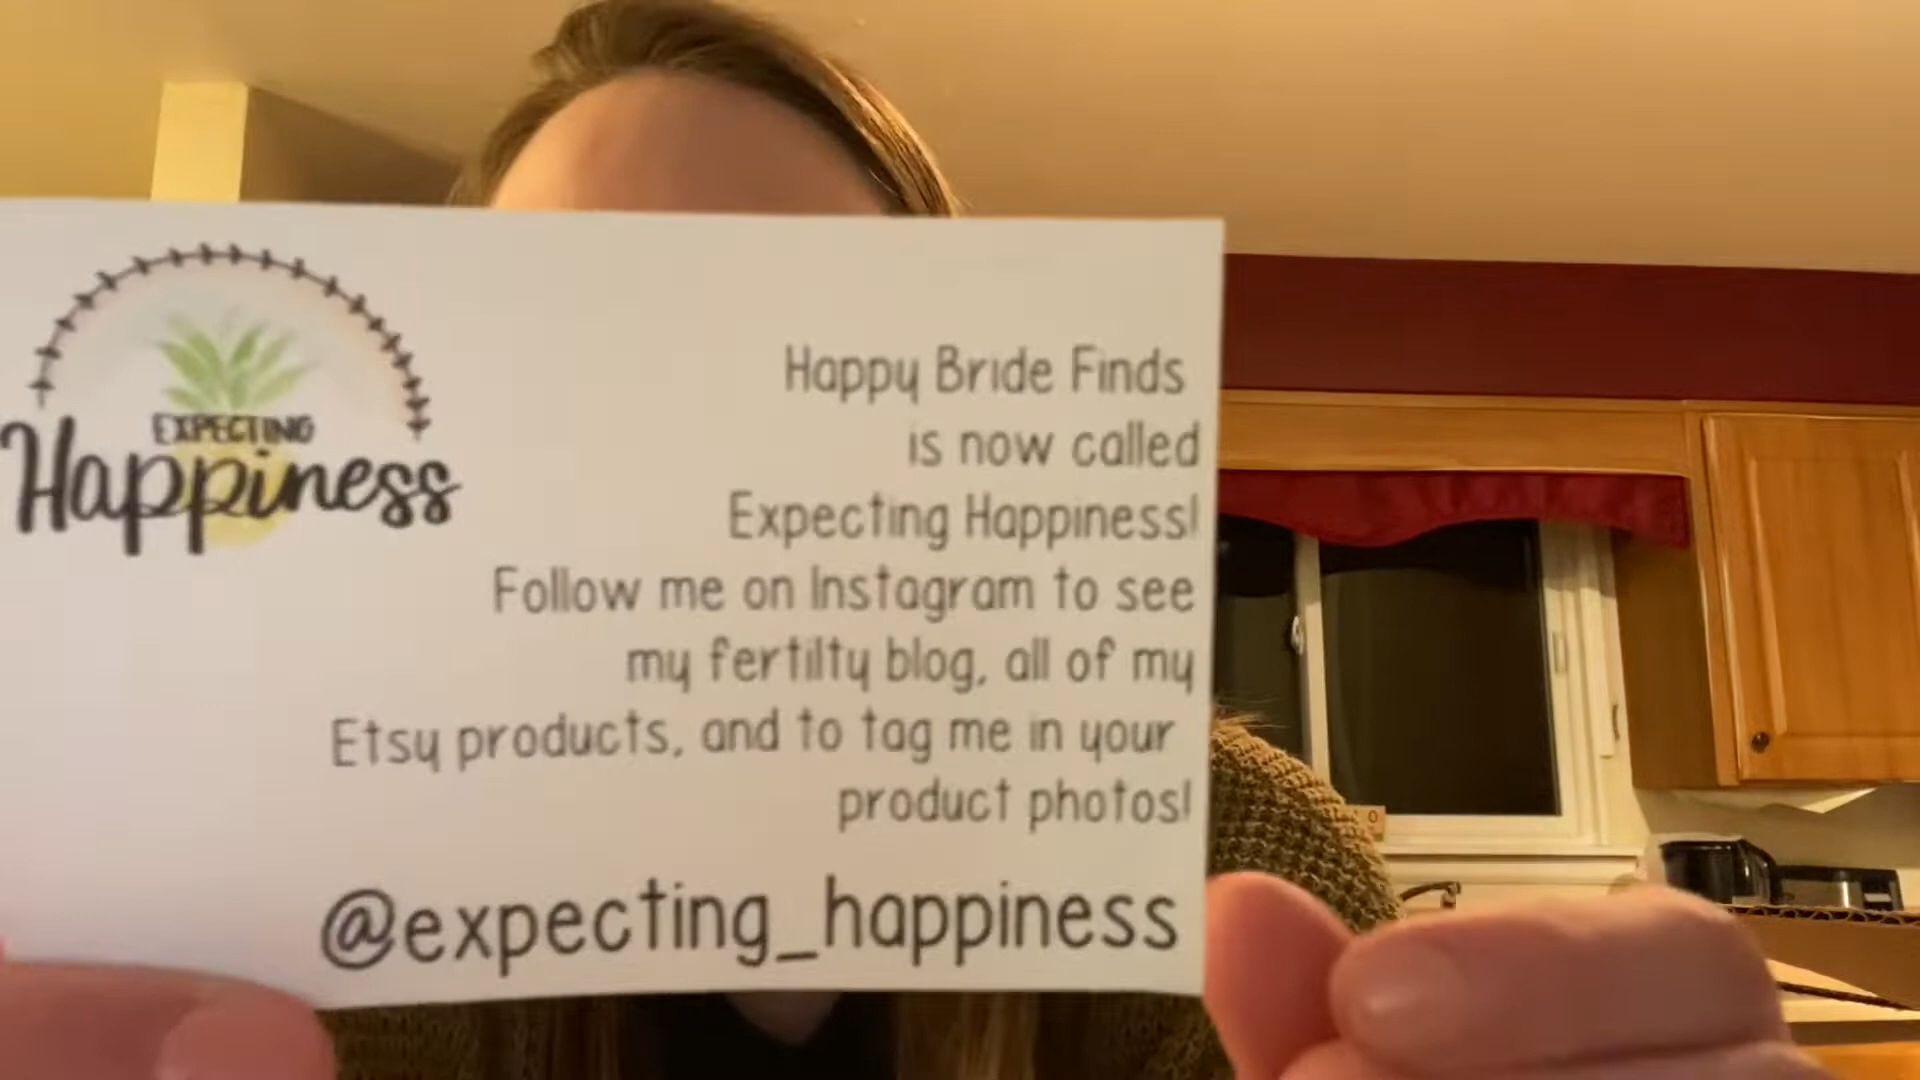 EXPECTING
Happiness
Happy Bride Finds
is now called
Expecting Happiness!
Follow me on Instagram to see
my fertilty blog, all of my
Etsy products, and to tag me in your
product photos!
@expecting_happiness